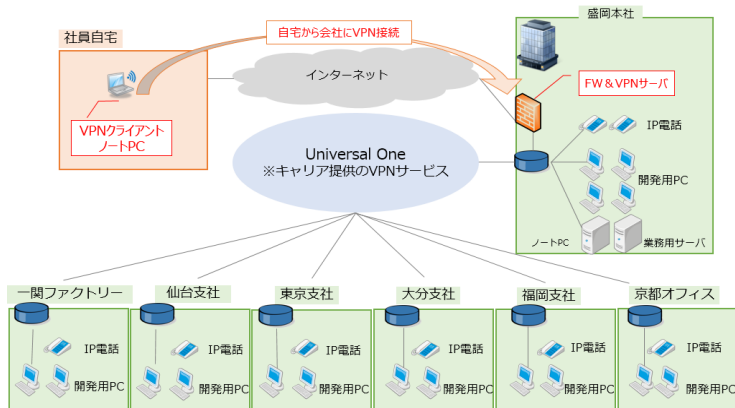 盛岡本社
社員自宅
自宅から会社にVPN接続
インターネット
FW＆VPNサーバ
VPNクライアント
ノートPC
IP電話
Universal One
※キャリア提供のVPNサービス
開発用PC
ノートPC
業務用サーバ
一関ファクトリー
仙台支社
東京支社
大分支社
福岡支社
京都オフィス
IP電話
IP電話
IP電話
IP電話
IP電話
IP電話
開発用PC
開発用PC
開発用PC
開発用PC
開発用PC
開発用PC